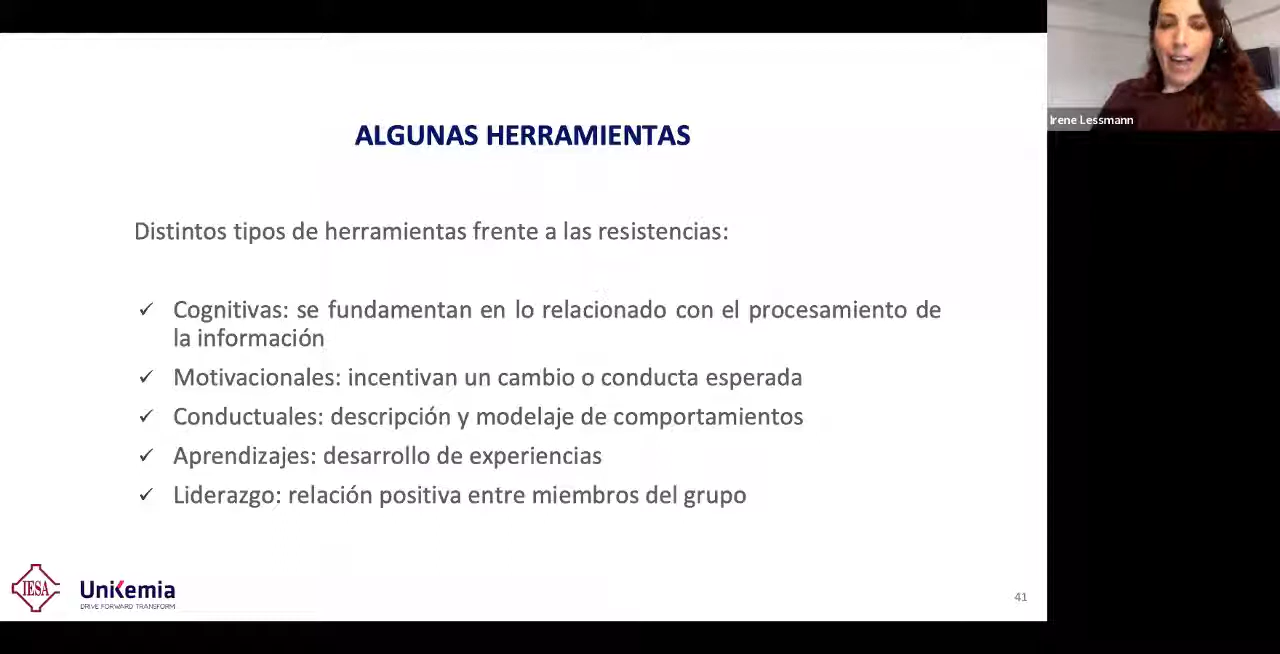 Irene Lessmann
ALGUNAS HERRAMIENTAS
Distintos tipos de herramientas frente a las resistencias:
✓ Cognitivas: se fundamentan en lo relacionado con el procesamiento de
la información
✓ Motivacionales: incentivan un cambio o conducta esperada
✓ Conductuales: descripción y modelaje de comportamientos
✓ Aprendizajes: desarrollo de experiencias
✓ Liderazgo: relación positiva entre miembros del grupo
IESA
UniKemia
DRIVE FORWARD TRANSFORM
41